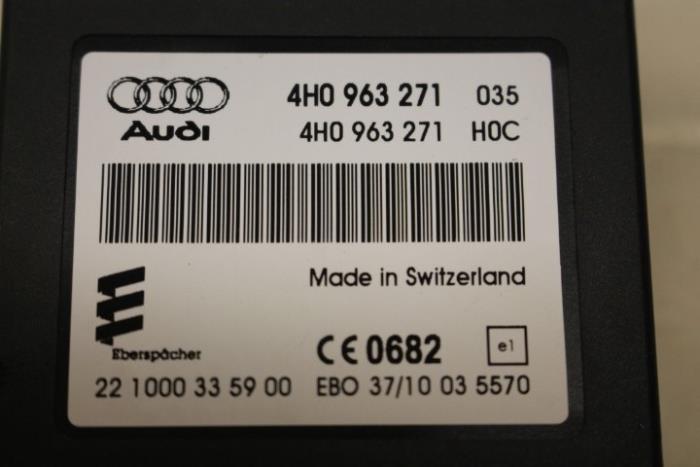 4H0 963 271 035
Audi
4H0 963 271 H0C
Made in Switzerland
Eberspächer
CE 0682 e1
22 1000 33 59 00 EBO 37/10 03 5570